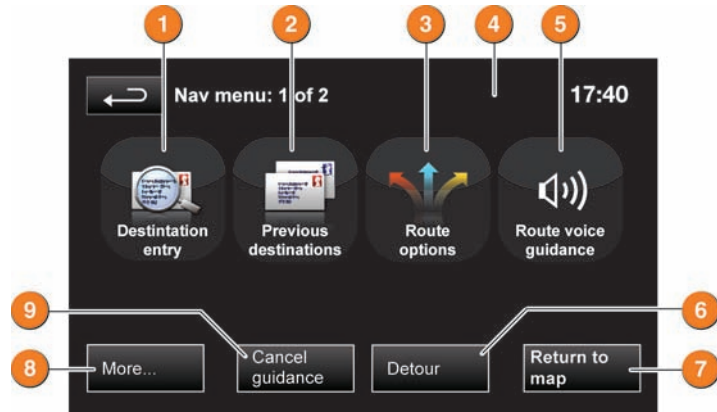 1
2
3
4
5
Nav menu: 1 of 2
17:40
Destintation
entry
Previous
destinations
Route
options
Route voice
guidance
9
6
8
More...
Cancel
guidance
Detour
Return to
map
7